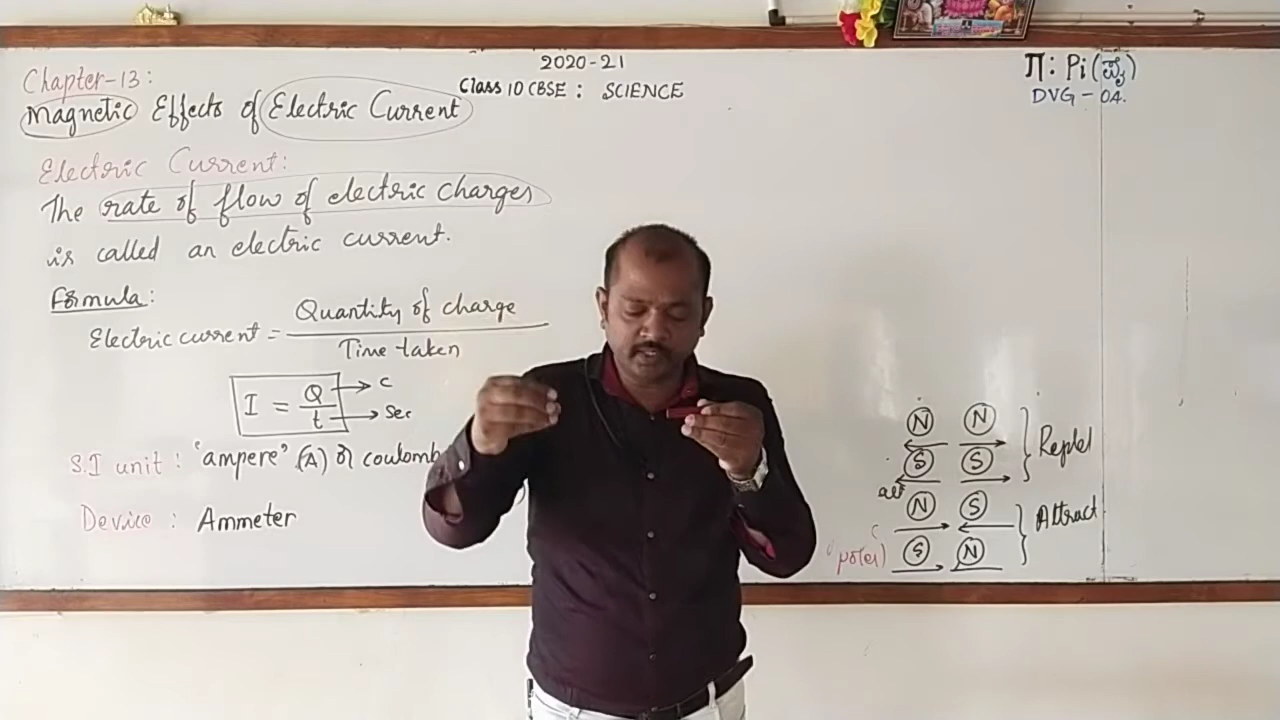 2020-21
Class 10 CBSE : SCIENCE
Π : Pi (ಪೈ)
DVG - 04.
Chapter-13:
Magnetic Effects of Electric Current
Electric Current:
The rate of flow of electric charges
is called an electric current.
Formula:
Electric current = Quantity of charge
Time taken
I = Q → C
t → Sec
S.I unit : 'ampere' (A) or coulomb
Device : Ammeter
N N
S S
Repel
N S
S N
Attract
poles)